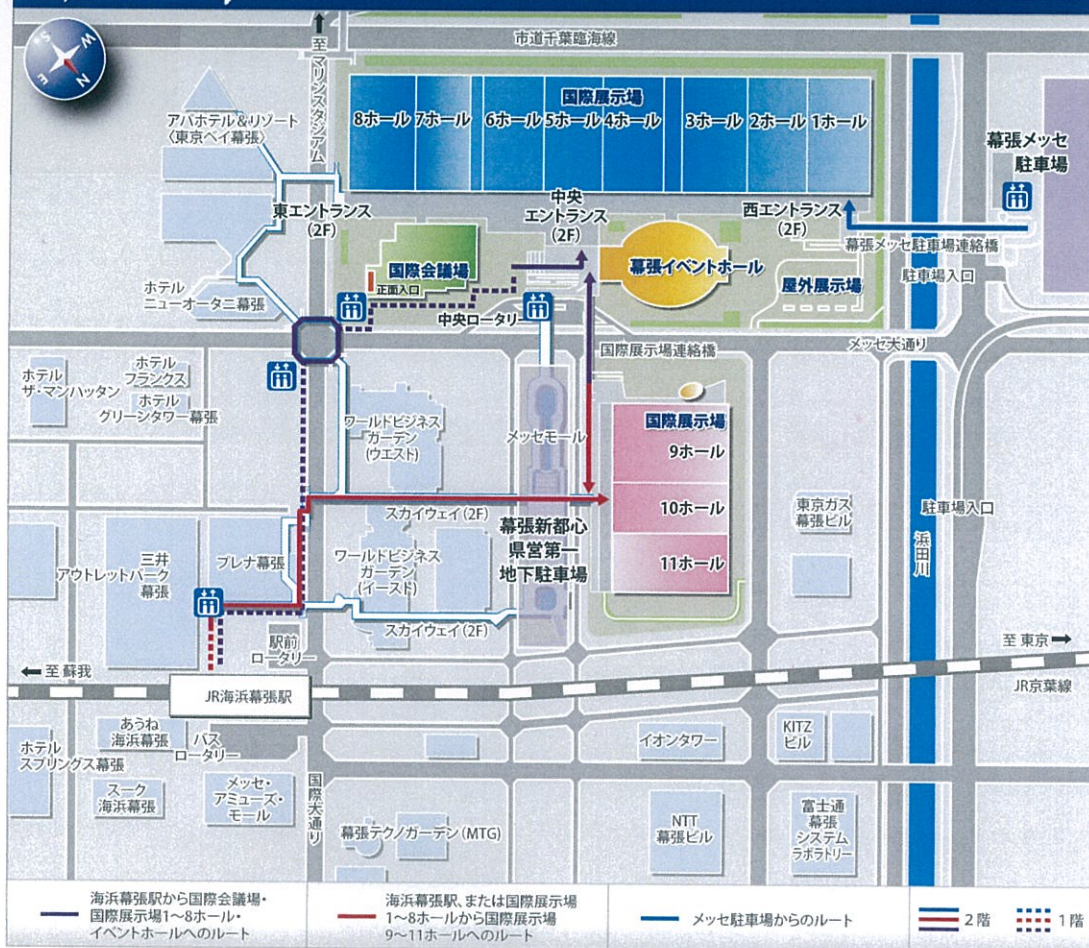 W
S
N
E
至 マリンスタジアム
市道千葉臨海線
国際展示場
8ホール
7ホール
6ホール
5ホール
4ホール
3ホール
2ホール
1ホール
アパホテル&リゾート
〈東京ベイ幕張〉
幕張メッセ
駐車場
東エントランス
(2F)
中央
エントランス
(2F)
西エントランス
(2F)
幕張メッセ駐車場連絡橋
国際会議場
正面入口
幕張イベントホール
屋外展示場
駐車場入口
ホテル
ニューオータニ幕張
中央ロータリー
国際展示場連絡橋
メッセ大通り
ホテル
ザ・マンハッタン
ホテル
フランクス
ホテル
グリーンタワー幕張
ワールドビジネス
ガーデン
(ウエスト)
メッセモール
国際展示場
9ホール
10ホール
11ホール
スカイウェイ(2F)
東京ガス
幕張ビル
駐車場入口
浜田川
三井
アウトレットパーク
幕張
プレナ幕張
ワールドビジネス
ガーデン
(イースト)
幕張新都心
県営第一
地下駐車場
スカイウェイ(2F)
駅前
ロータリー
至 蘇我
至 東京
JR海浜幕張駅
JR京葉線
あうね
海浜幕張
バス
ロータリー
ホテル
スプリングス幕張
スーク
海浜幕張
メッセ・
アミューズ・
モール
国際大通り
イオンタワー
KITZ
ビル
幕張テクノガーデン(MTG)
NTT
幕張ビル
富士通
幕張
システム
ラボラトリー
海浜幕張駅から国際会議場・
国際展示場1〜8ホール・
イベントホールへのルート
海浜幕張駅、または国際展示場
1〜8ホールから国際展示場
9〜11ホールへのルート
メッセ駐車場からのルート
2階
1階